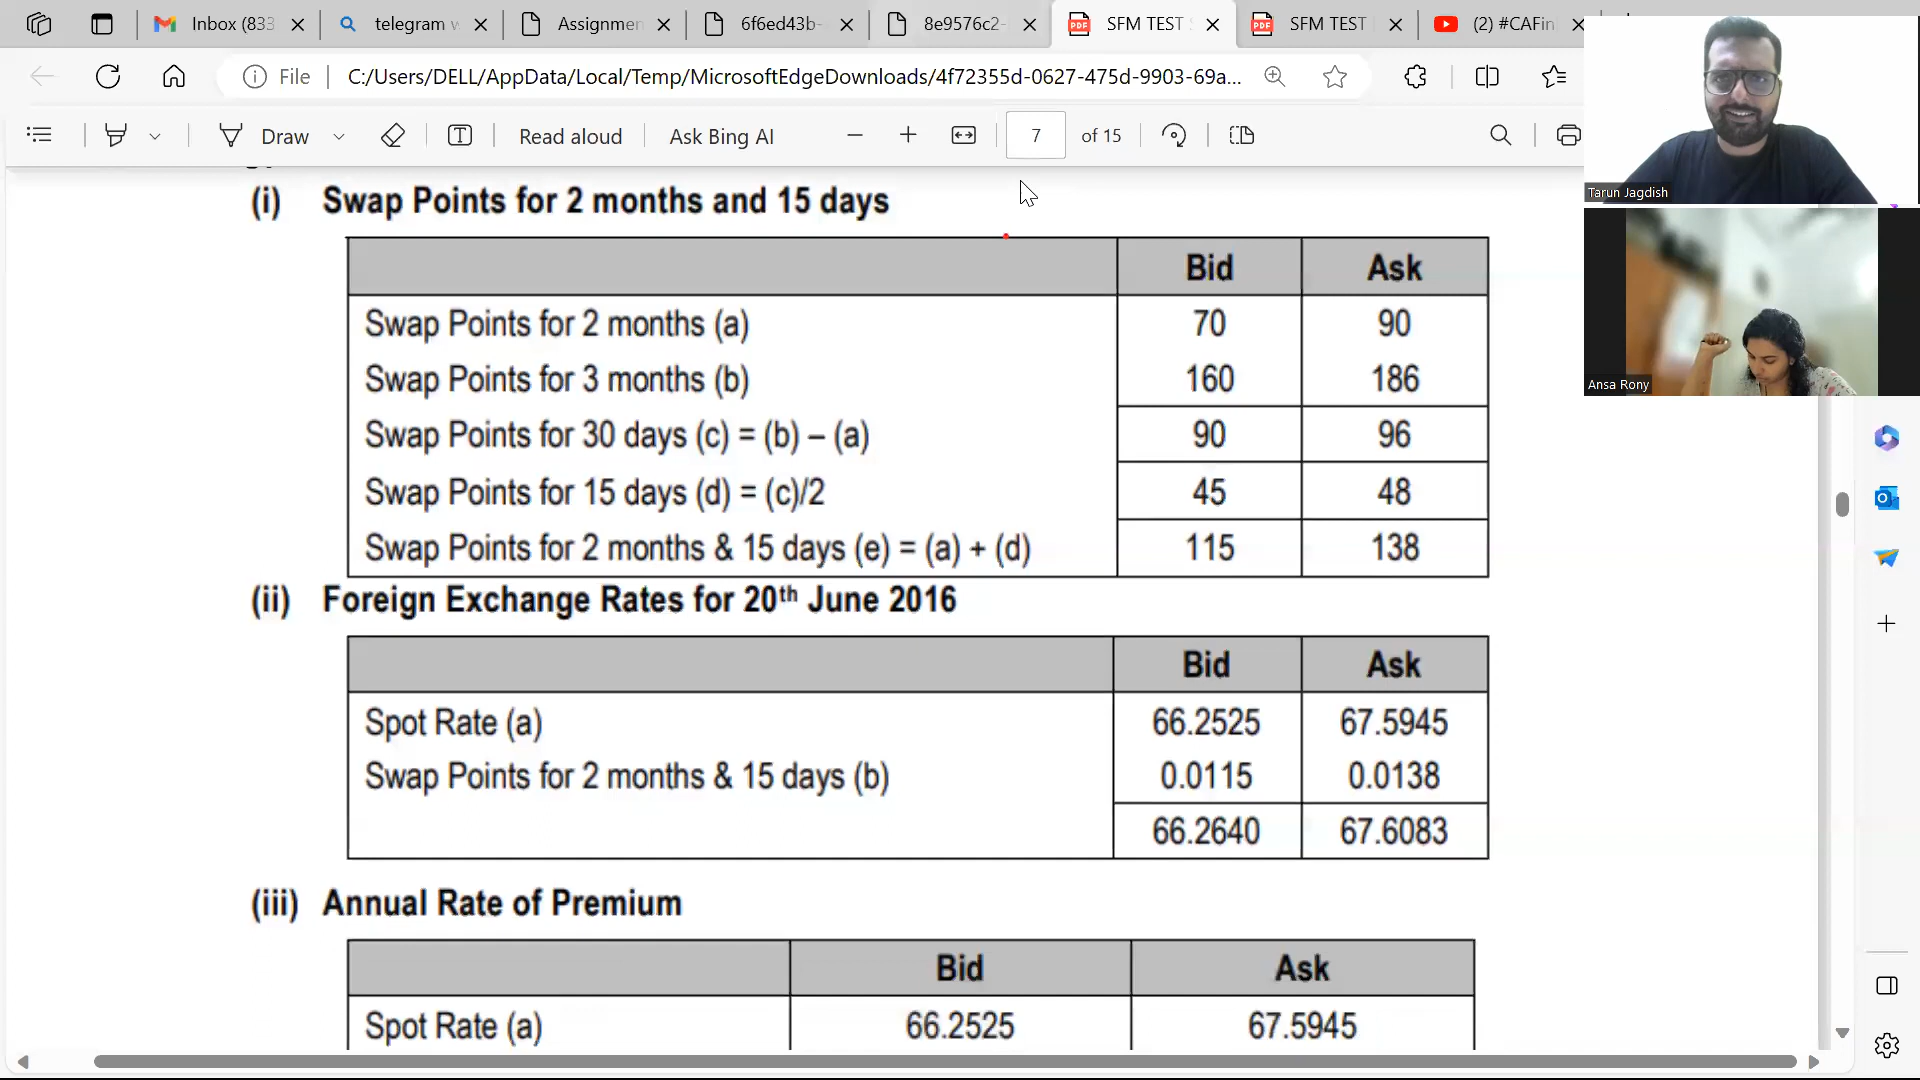 Inbox (833
telegram w
Assignmen
6f6ed43b-
8e9576c2-
SFM TEST
SFM TEST
(2) #CAFin
File
C:/Users/DELL/AppData/Local/Temp/MicrosoftEdgeDownloads/4f72355d-0627-475d-9903-69a...
Draw
Read aloud
Ask Bing AI
7 of 15
Tarun Jagdish
Ansa Rony
(i) Swap Points for 2 months and 15 days
Bid Ask
Swap Points for 2 months (a) 70 90
Swap Points for 3 months (b) 160 186
Swap Points for 30 days (c) = (b) – (a) 90 96
Swap Points for 15 days (d) = (c)/2 45 48
Swap Points for 2 months & 15 days (e) = (a) + (d) 115 138
(ii) Foreign Exchange Rates for 20th June 2016
Bid Ask
Spot Rate (a) 66.2525 67.5945
Swap Points for 2 months & 15 days (b) 0.0115 0.0138
66.2640 67.6083
(iii) Annual Rate of Premium
Bid Ask
Spot Rate (a) 66.2525 67.5945